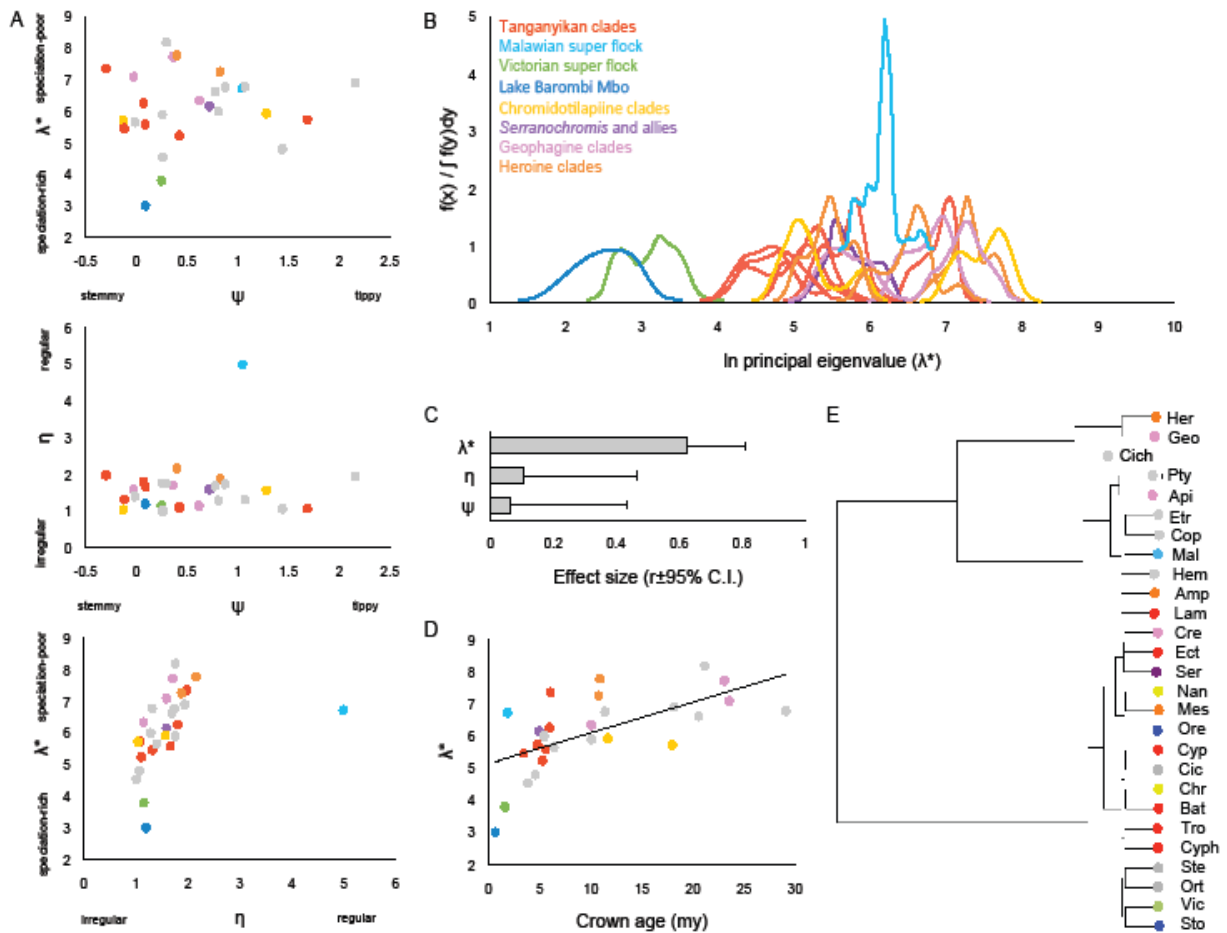 A
9
8
7
6
5
4
3
2
speciation-poor
λ*
speciation-rich
-0.5 0 0.5 1 1.5 2 2.5
stemmy Ψ tippy
6
5
4
3
2
1
0
regular
η
irregular
-0.5 0 0.5 1 1.5 2 2.5
stemmy Ψ tippy
9
8
7
6
5
4
3
2
speciation-poor
λ*
speciation-rich
0 1 2 3 4 5 6
irregular η regular
B
Tanganyikan clades
Malawian super flock
Victorian super flock
Lake Barombi Mbo
Chromidotilapiine clades
Serranochromis and allies
Geophagine clades
Heroine clades
f(x) / ∫ f(y)dy
5
4
3
2
1
0
1 2 3 4 5 6 7 8 9 10
ln principal eigenvalue (λ*)
C
λ*
η
Ψ
0 0.2 0.4 0.6 0.8 1
Effect size (r±95% C.I.)
D
9
8
7
6
5
4
3
2
λ*
0 5 10 15 20 25 30
Crown age (my)
E
Her
Geo
Cich
Pty
Api
Etr
Cop
Mal
Hem
Amp
Lam
Cre
Ect
Ser
Nan
Mes
Ore
Cyp
Cic
Chr
Bat
Tro
Cyph
Ste
Ort
Vic
Sto